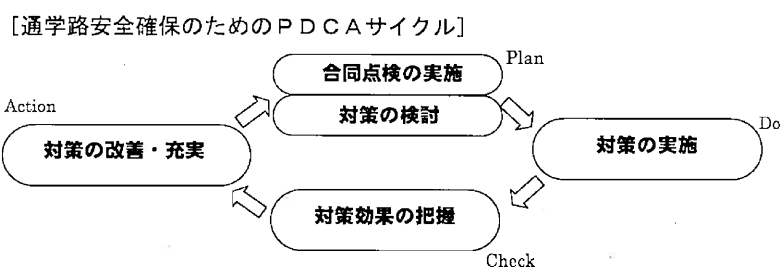 [通学路安全確保のためのＰＤＣＡサイクル]
合同点検の実施
Plan
対策の検討
Action
対策の改善・充実
対策の実施
Do
対策効果の把握
Check